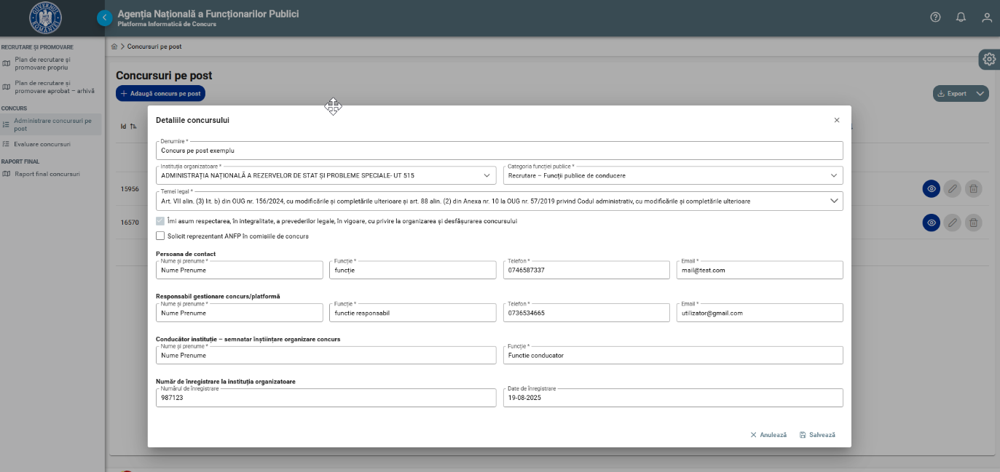 GUVERNUL ROMÂNIEI
Agenția Națională a Funcționarilor Publici
Platforma Informatică de Concurs
RECRUTARE ȘI PROMOVARE
Plan de recrutare și
promovare propriu
Plan de recrutare și
promovare aprobat – arhivă
CONCURS
Administrare concursuri pe
post
Evaluare concursuri
RAPORT FINAL
Raport final concursuri
Concursuri pe post
Concursuri pe post
Adaugă concurs pe post
Export
Id
15956
16570
Detaliile concursului
Denumire *
Concurs pe post exemplu
Instituția organizatoare *
ADMINISTRAȚIA NAȚIONALĂ A REZERVELOR DE STAT ȘI PROBLEME SPECIALE- UT 515
Categoria funcției publice *
Recrutare – Funcții publice de conducere
Temei legal *
Art. VII alin. (3) lit. b) din OUG nr. 156/2024, cu modificările și completările ulterioare și art. 88 alin. (2) din Anexa nr. 10 la OUG nr. 57/2019 privind Codul administrativ, cu modificările și completările ulterioare
Îmi asum respectarea, în integralitate, a prevederilor legale, în vigoare, cu privire la organizarea și desfășurarea concursului
Solicit reprezentant ANFP în comisiile de concurs
Persoana de contact
Nume și prenume *
Nume Prenume
Funcție *
funcție
Telefon *
0746587337
Email *
mail@test.com
Responsabil gestionare concurs/platformă
Nume și prenume *
Nume Prenume
Funcție *
functie responsabil
Telefon *
0736534665
Email *
utilizator@gmail.com
Conducător instituție – semnatar înștiințare organizare concurs
Nume și prenume *
Nume Prenume
Funcție *
Functie conducator
Număr de înregistrare la instituția organizatoare
Numărul de înregistrare
987123
Date de înregistrare
19-08-2025
Anulează
Salvează